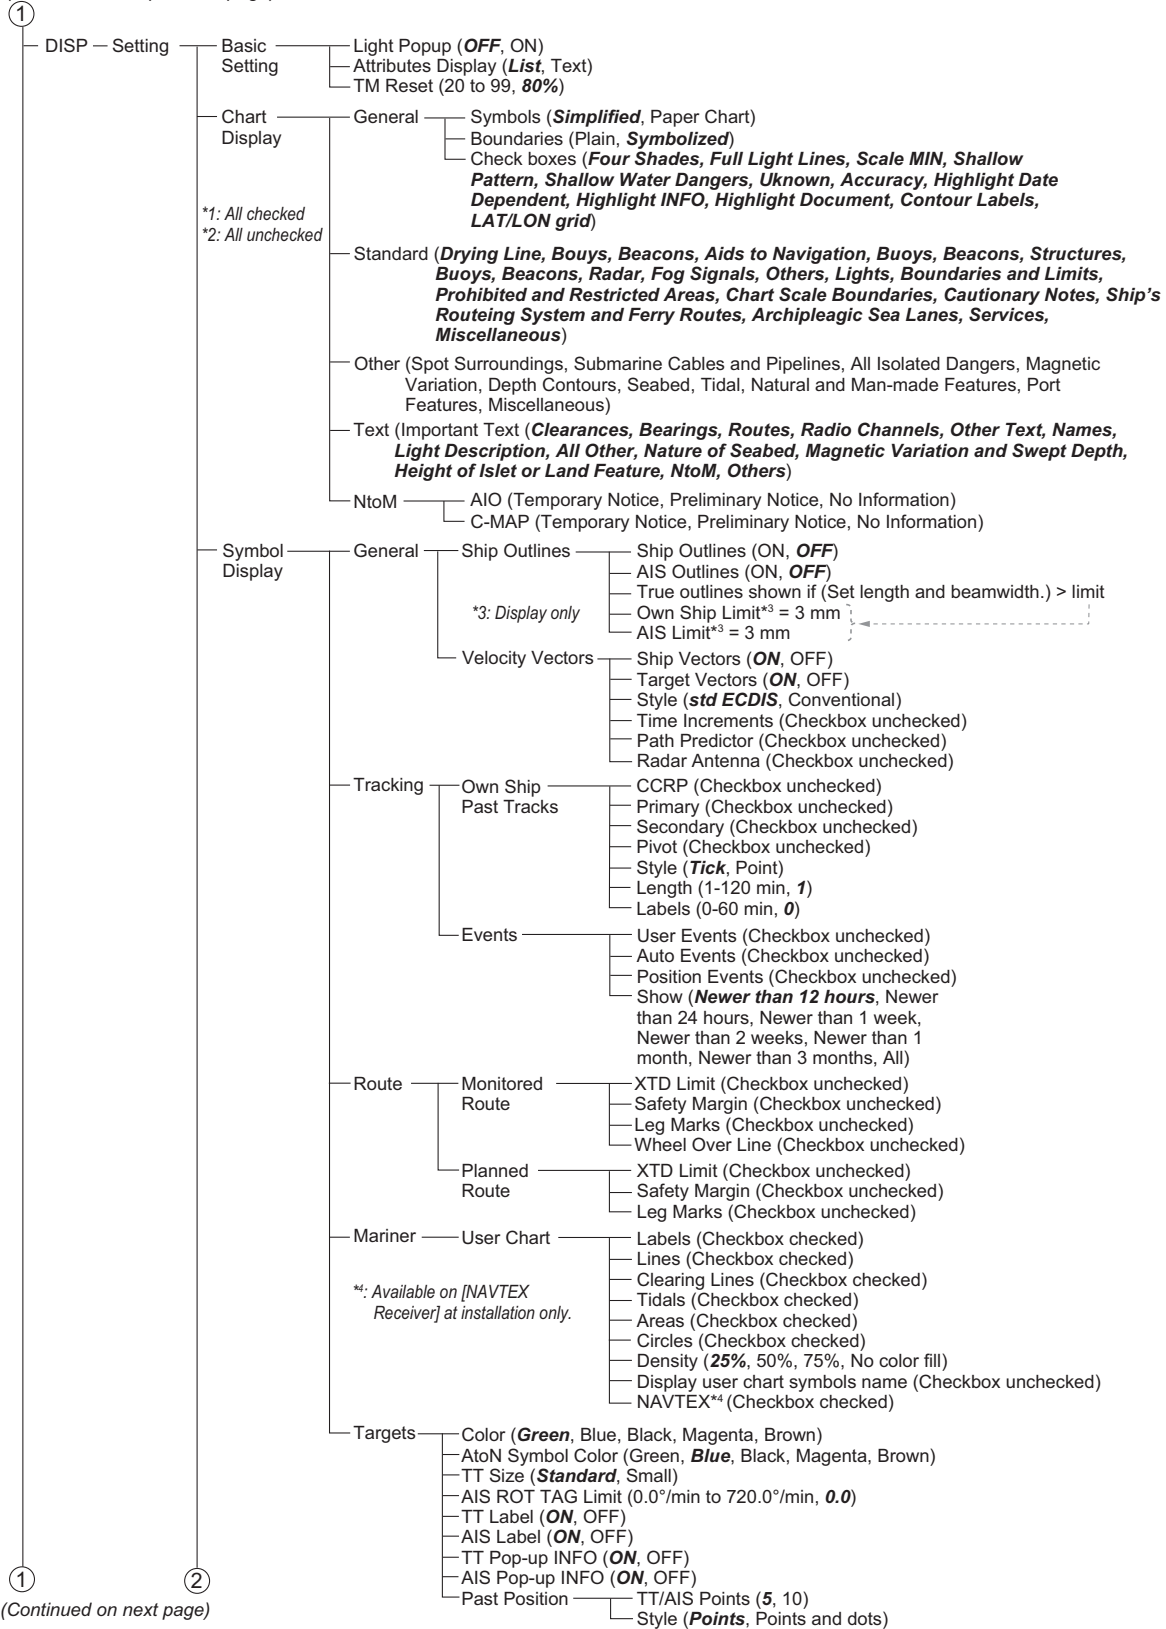 1
DISP
Setting
Basic
Setting
Light Popup (OFF, ON)
Attributes Display (List, Text)
TM Reset (20 to 99, 80%)
Chart
Display
*1: All checked
*2: All unchecked
General
Symbols (Simplified, Paper Chart)
Boundaries (Plain, Symbolized)
Check boxes (Four Shades, Full Light Lines, Scale MIN, Shallow
Pattern, Shallow Water Dangers, Uknown, Accuracy, Highlight Date
Dependent, Highlight INFO, Highlight Document, Contour Labels,
LAT/LON grid)
Standard (Drying Line, Bouys, Beacons, Aids to Navigation, Buoys, Beacons, Structures,
Buoys, Beacons, Radar, Fog Signals, Others, Lights, Boundaries and Limits,
Prohibited and Restricted Areas, Chart Scale Boundaries, Cautionary Notes, Ship's
Routeing System and Ferry Routes, Archipleagic Sea Lanes, Services,
Miscellaneous)
Other (Spot Surroundings, Submarine Cables and Pipelines, All Isolated Dangers, Magnetic
Variation, Depth Contours, Seabed, Tidal, Natural and Man-made Features, Port
Features, Miscellaneous)
Text (Important Text (Clearances, Bearings, Routes, Radio Channels, Other Text, Names,
Light Description, All Other, Nature of Seabed, Magnetic Variation and Swept Depth,
Height of Islet or Land Feature, NtoM, Others)
NtoM
AIO (Temporary Notice, Preliminary Notice, No Information)
C-MAP (Temporary Notice, Preliminary Notice, No Information)
Symbol
Display
General
Ship Outlines
*3: Display only
Ship Outlines (ON, OFF)
AIS Outlines (ON, OFF)
True outlines shown if (Set length and beamwidth.) > limit
Own Ship Limit*3 = 3 mm
AIS Limit*3 = 3 mm
Velocity Vectors
Ship Vectors (ON, OFF)
Target Vectors (ON, OFF)
Style (std ECDIS, Conventional)
Time Increments (Checkbox unchecked)
Path Predictor (Checkbox unchecked)
Radar Antenna (Checkbox unchecked)
Tracking
Own Ship
Past Tracks
CCRP (Checkbox unchecked)
Primary (Checkbox unchecked)
Secondary (Checkbox unchecked)
Pivot (Checkbox unchecked)
Style (Tick, Point)
Length (1-120 min, 1)
Labels (0-60 min, 0)
Events
User Events (Checkbox unchecked)
Auto Events (Checkbox unchecked)
Position Events (Checkbox unchecked)
Show (Newer than 12 hours, Newer
than 24 hours, Newer than 1 week,
Newer than 2 weeks, Newer than 1
month, Newer than 3 months, All)
Route
Monitored
Route
XTD Limit (Checkbox unchecked)
Safety Margin (Checkbox unchecked)
Leg Marks (Checkbox unchecked)
Wheel Over Line (Checkbox unchecked)
Planned
Route
XTD Limit (Checkbox unchecked)
Safety Margin (Checkbox unchecked)
Leg Marks (Checkbox unchecked)
Mariner
User Chart
*4: Available on [NAVTEX
Receiver] at installation only.
Labels (Checkbox checked)
Lines (Checkbox checked)
Clearing Lines (Checkbox checked)
Tidals (Checkbox checked)
Areas (Checkbox checked)
Circles (Checkbox checked)
Density (25%, 50%, 75%, No color fill)
Display user chart symbols name (Checkbox unchecked)
NAVTEX*4 (Checkbox checked)
Targets
Color (Green, Blue, Black, Magenta, Brown)
AtoN Symbol Color (Green, Blue, Black, Magenta, Brown)
TT Size (Standard, Small)
AIS ROT TAG Limit (0.0°/min to 720.0°/min, 0.0)
TT Label (ON, OFF)
AIS Label (ON, OFF)
TT Pop-up INFO (ON, OFF)
AIS Pop-up INFO (ON, OFF)
Past Position
TT/AIS Points (5, 10)
Style (Points, Points and dots)
1
2
(Continued on next page)